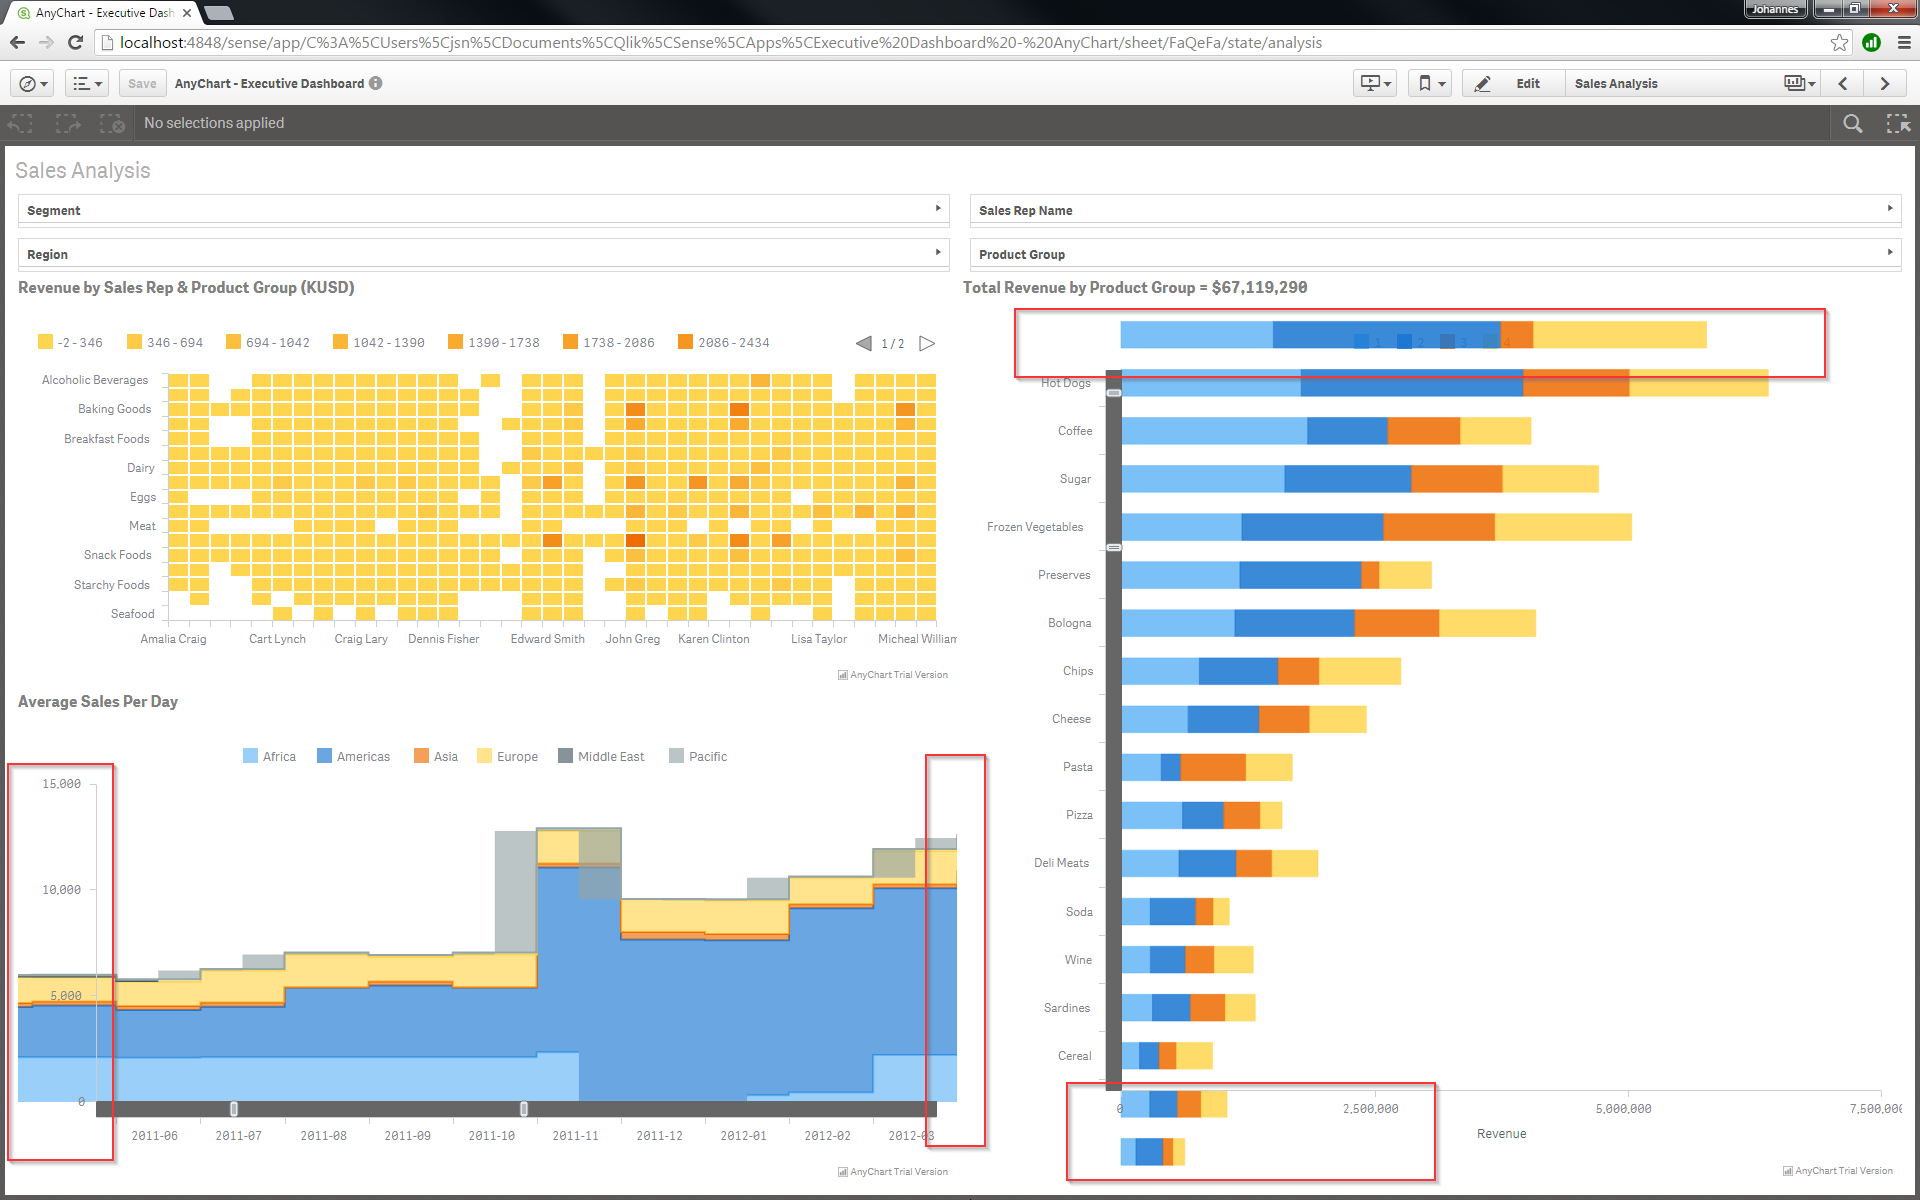 AnyChart - Executive Dash
Johannes
localhost:4848/sense/app/C%3A%5CUsers%5Cjsn%5CDocuments%5CQlik%5CSense%5CApps%5CExecutive%20Dashboard%20-%20AnyChart/sheet/FaQeFa/state/analysis
Save
AnyChart - Executive Dashboard
Edit
Sales Analysis
No selections applied
Sales Analysis
Segment
Sales Rep Name
Region
Product Group
Revenue by Sales Rep & Product Group (KUSD)
-2-346 346-694 694-1042 1042-1390 1390-1738 1738-2086 2086-2434
1/2
Alcoholic Beverages
Baking Goods
Breakfast Foods
Dairy
Eggs
Meat
Snack Foods
Starchy Foods
Seafood
Amalia Craig Cart Lynch Craig Lary Dennis Fisher Edward Smith John Greg Karen Clinton Lisa Taylor Micheal William
AnyChart Trial Version
Average Sales Per Day
Africa Americas Asia Europe Middle East Pacific
15,000
10,000
5,000
0
2011-06 2011-07 2011-08 2011-09 2011-10 2011-11 2011-12 2012-01 2012-02 2012-03
AnyChart Trial Version
Total Revenue by Product Group = $67,119,290
1 2 3 4
Hot Dogs
Coffee
Sugar
Frozen Vegetables
Preserves
Bologna
Chips
Cheese
Pasta
Pizza
Deli Meats
Soda
Wine
Sardines
Cereal
0 2,500,000 5,000,000 7,500,000
Revenue
AnyChart Trial Version